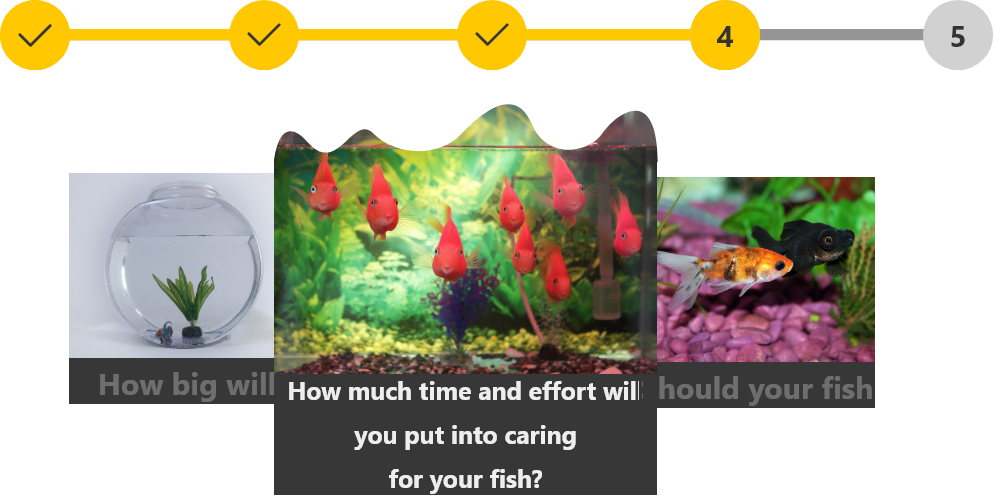 4
5
How big will
How much time and effort will
you put into caring
for your fish?
hould your fish